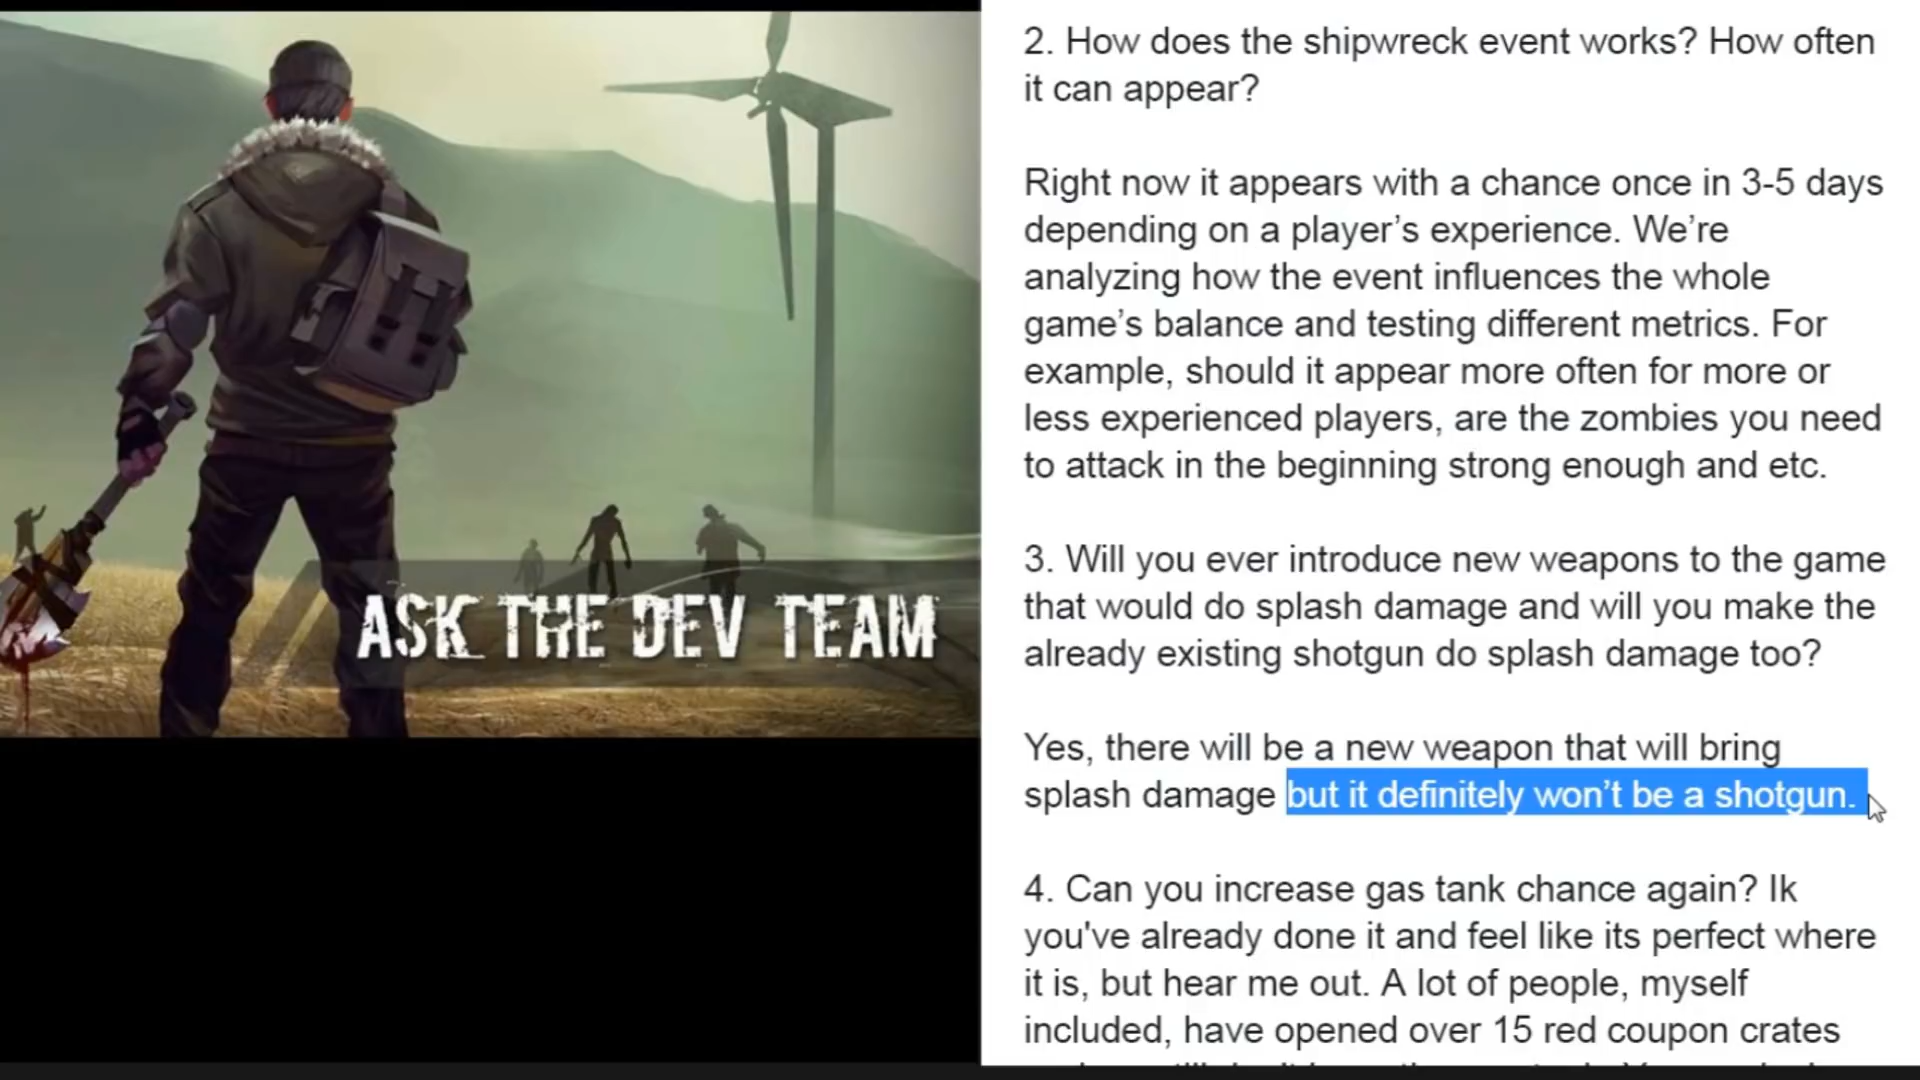 ASK THE DEV TEAM
2. How does the shipwreck event works? How often
it can appear?
Right now it appears with a chance once in 3-5 days
depending on a player’s experience. We’re
analyzing how the event influences the whole
game’s balance and testing different metrics. For
example, should it appear more often for more or
less experienced players, are the zombies you need
to attack in the beginning strong enough and etc.
3. Will you ever introduce new weapons to the game
that would do splash damage and will you make the
already existing shotgun do splash damage too?
Yes, there will be a new weapon that will bring
splash damage but it definitely won’t be a shotgun.
4. Can you increase gas tank chance again? Ik
you've already done it and feel like its perfect where
it is, but hear me out. A lot of people, myself
included, have opened over 15 red coupon crates